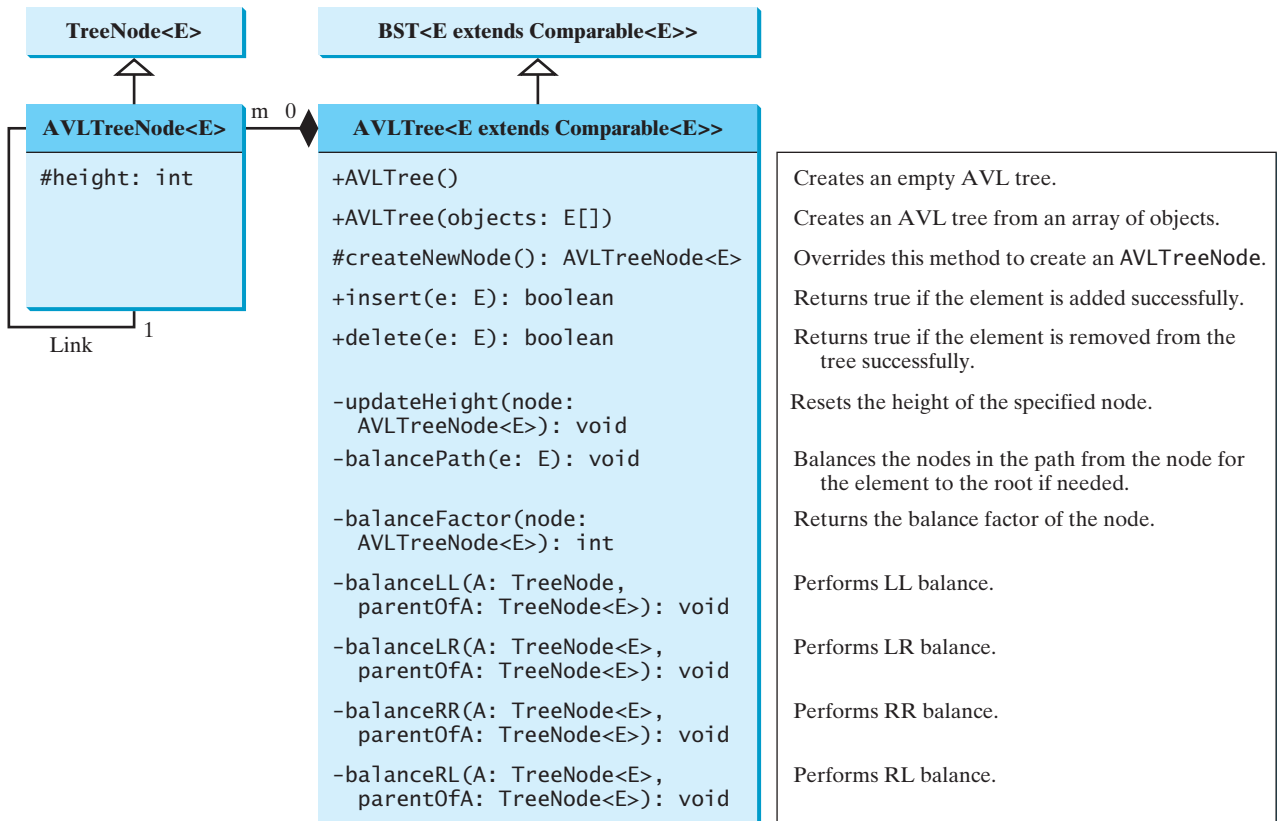 TreeNode<E>
BST<E extends Comparable<E>>
AVLTreeNode<E>
m 0
AVLTree<E extends Comparable<E>>
#height: int
1
Link
+AVLTree()
Creates an empty AVL tree.
+AVLTree(objects: E[])
Creates an AVL tree from an array of objects.
#createNewNode(): AVLTreeNode<E>
Overrides this method to create an AVLTreeNode.
+insert(e: E): boolean
Returns true if the element is added successfully.
+delete(e: E): boolean
Returns true if the element is removed from the
tree successfully.
-updateHeight(node:
AVLTreeNode<E>): void
Resets the height of the specified node.
-balancePath(e: E): void
Balances the nodes in the path from the node for
the element to the root if needed.
-balanceFactor(node:
AVLTreeNode<E>): int
Returns the balance factor of the node.
-balanceLL(A: TreeNode,
parentOfA: TreeNode<E>): void
Performs LL balance.
-balanceLR(A: TreeNode<E>,
parentOfA: TreeNode<E>): void
Performs LR balance.
-balanceRR(A: TreeNode<E>,
parentOfA: TreeNode<E>): void
Performs RR balance.
-balanceRL(A: TreeNode<E>,
parentOfA: TreeNode<E>): void
Performs RL balance.